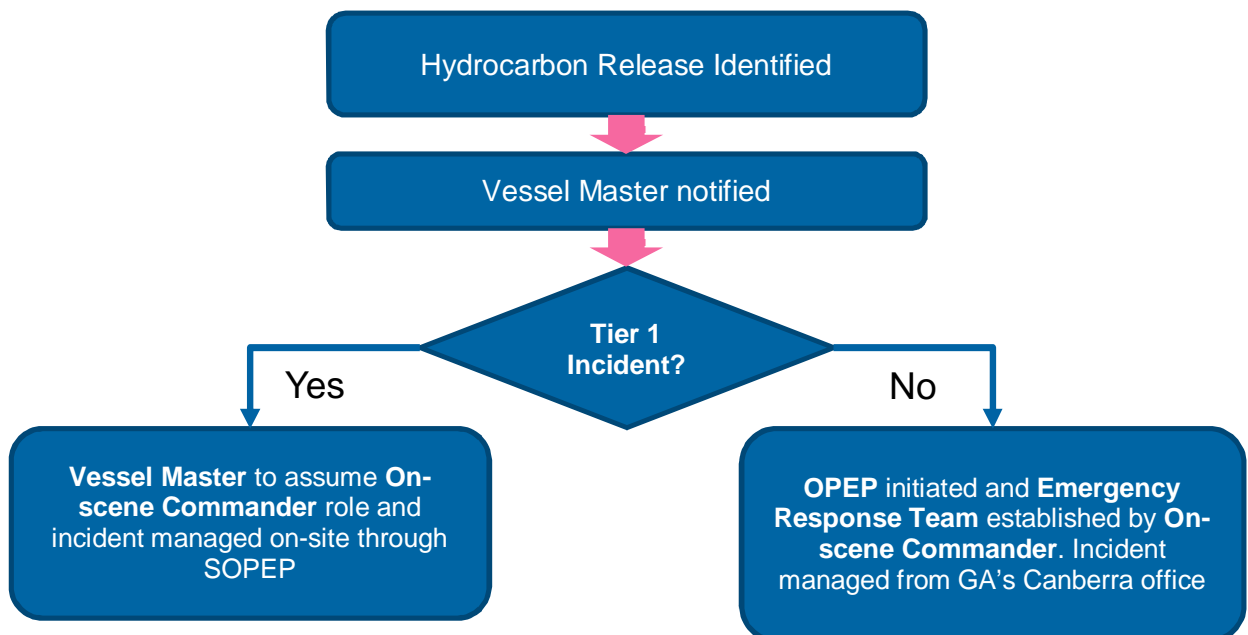 Hydrocarbon Release Identified
Vessel Master notified
Tier 1
Incident?
Yes
No
Vessel Master to assume On-
scene Commander role and
incident managed on-site through
SOPEP
OPEP initiated and Emergency
Response Team established by On-
scene Commander. Incident
managed from GA’s Canberra office